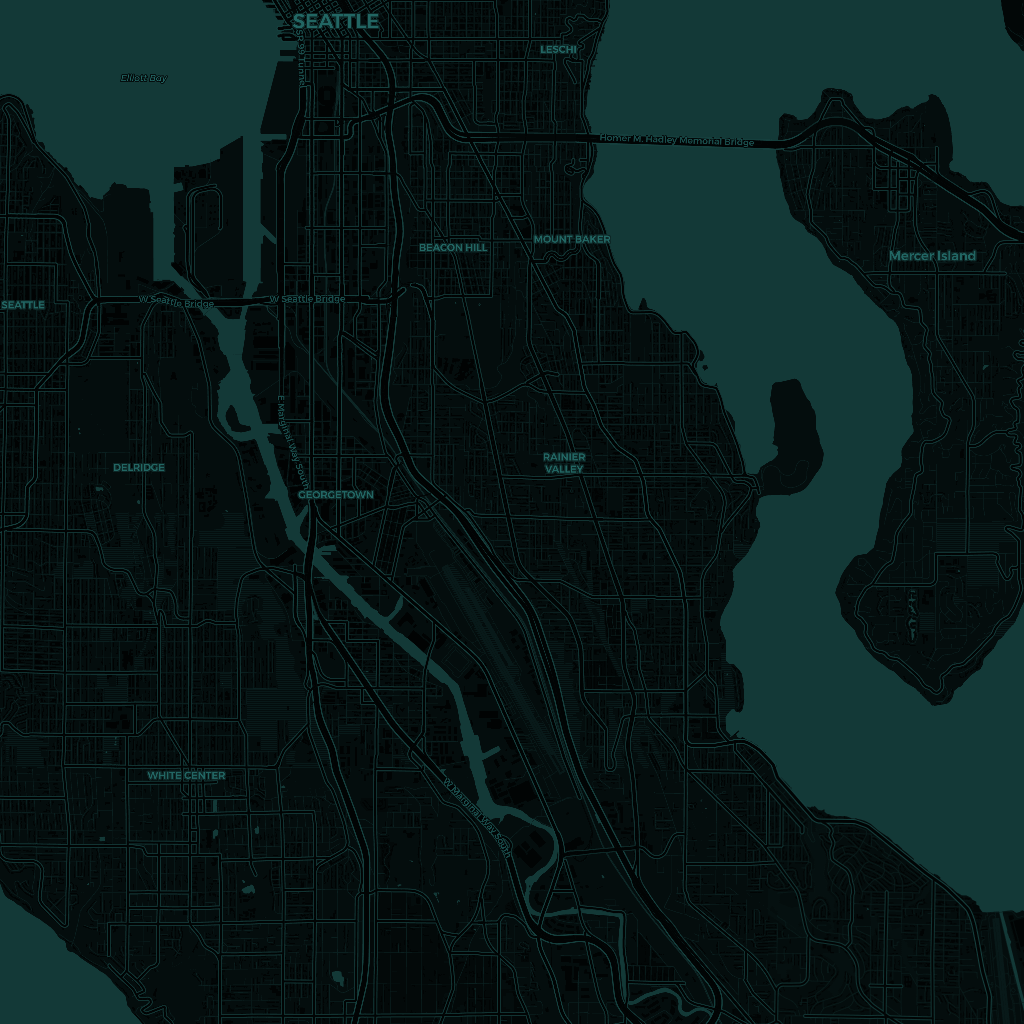 SEATTLE
SR 99 Tunnel
LESCHI
Elliott Bay
Homer M. Hadley Memorial Bridge
BEACON HILL
MOUNT BAKER
Mercer Island
SEATTLE
W Seattle Bridge
W Seattle Bridge
E Marginal Way South
DELRIDGE
RAINIER
VALLEY
GEORGETOWN
WHITE CENTER
W Marginal Way South